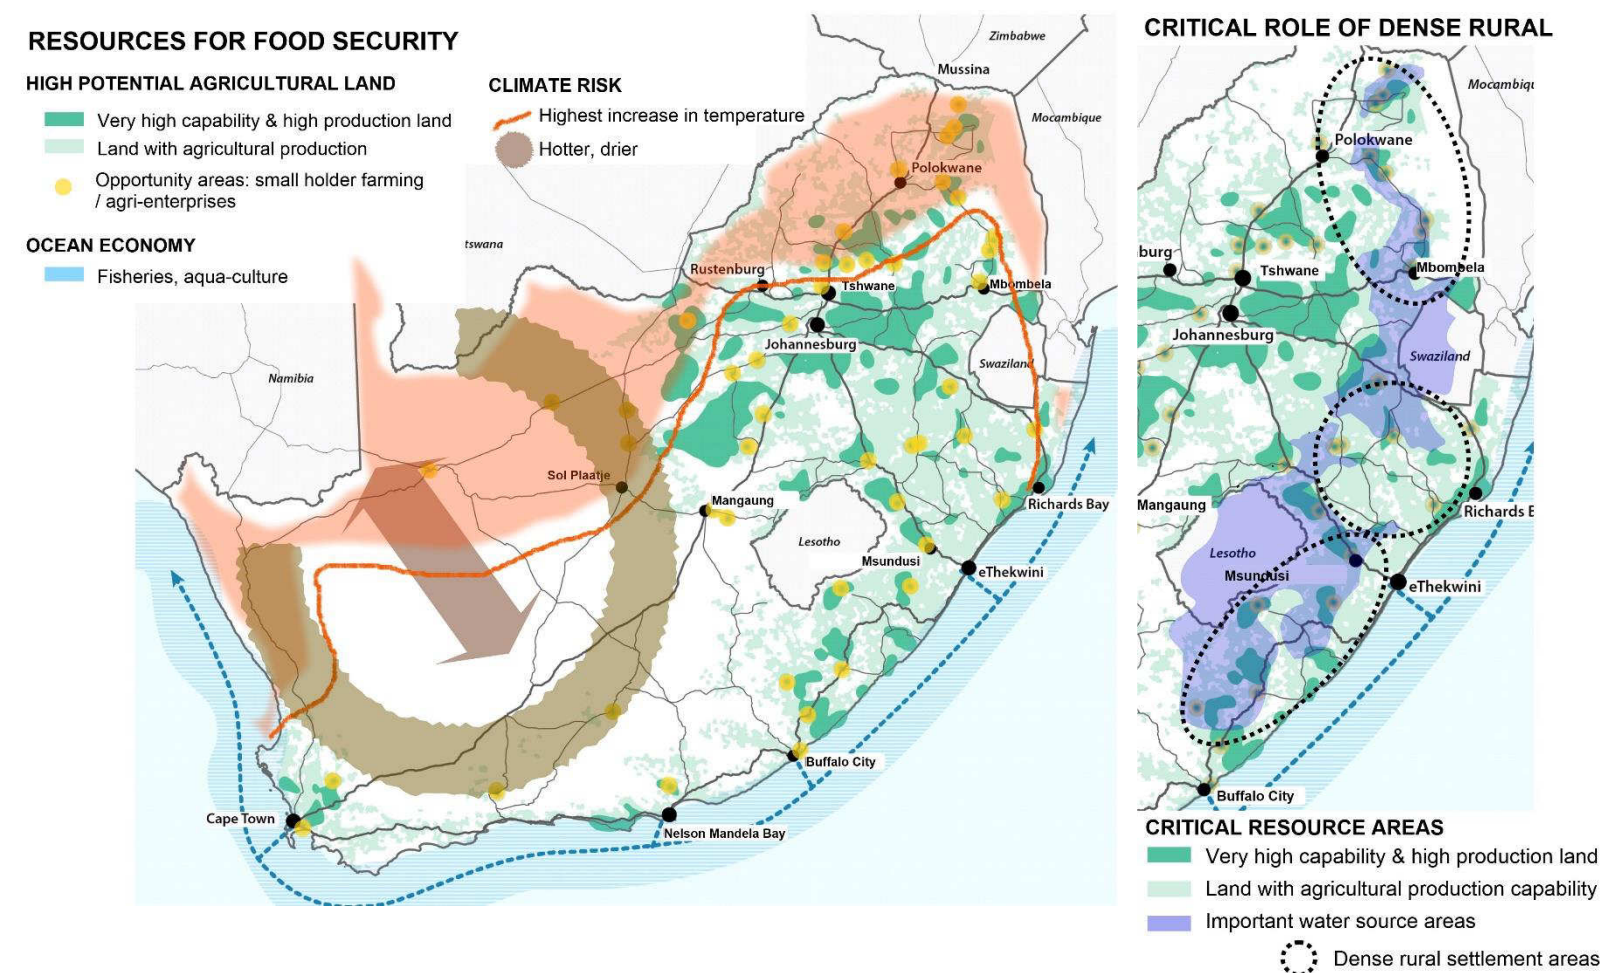 RESOURCES FOR FOOD SECURITY
HIGH POTENTIAL AGRICULTURAL LAND
Very high capability & high production land
Land with agricultural production
Opportunity areas: small holder farming
/ agri-enterprises
OCEAN ECONOMY
Fisheries, aqua-culture
CLIMATE RISK
Highest increase in temperature
Hotter, drier
Zimbabwe
Mussina
Mocambique
Polokwane
tswana
Rustenburg
Tshwane
Mbombela
Johannesburg
Swaziland
Namibia
Sol Plaatje
Mangaung
Richards Bay
Lesotho
Msundusi
eThekwini
Buffalo City
Cape Town
Nelson Mandela Bay
CRITICAL ROLE OF DENSE RURAL
Mocambiqu
Polokwane
burg
Tshwane
Mbombela
Johannesburg
Swaziland
Mangaung
Richards B
Lesotho
Msundusi
eThekwini
Buffalo City
CRITICAL RESOURCE AREAS
Very high capability & high production land
Land with agricultural production capability
Important water source areas
Dense rural settlement areas